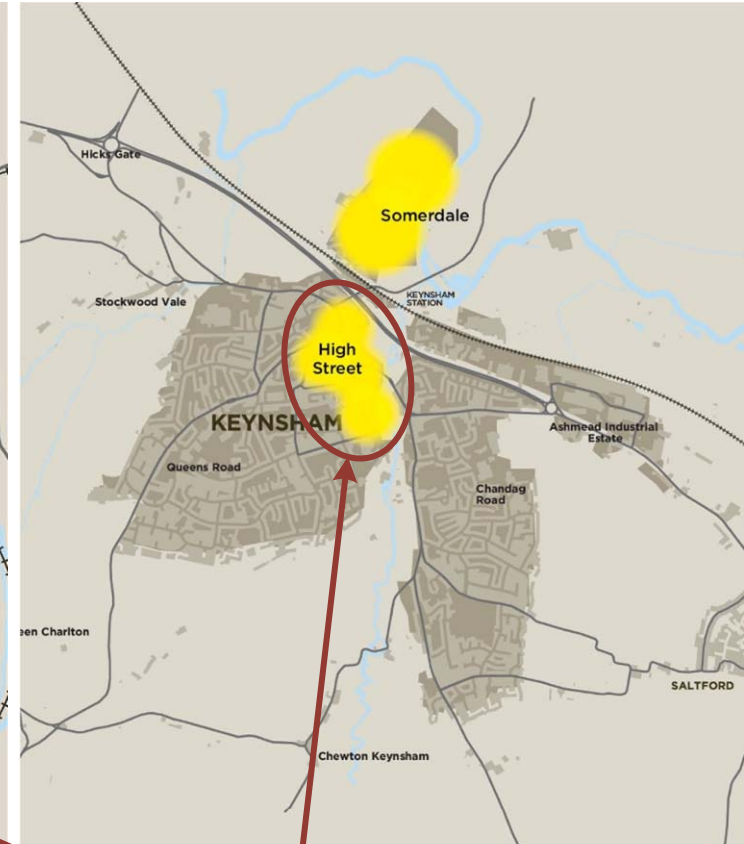 Hicks Gate
Somerdale
Stockwood Vale
KEYNSHAM
STATION
High
Street
KEYNSHAM
Ashmead Industrial
Estate
Queens Road
Chandag
Road
een Charlton
SALTFORD
Chewton Keynsham